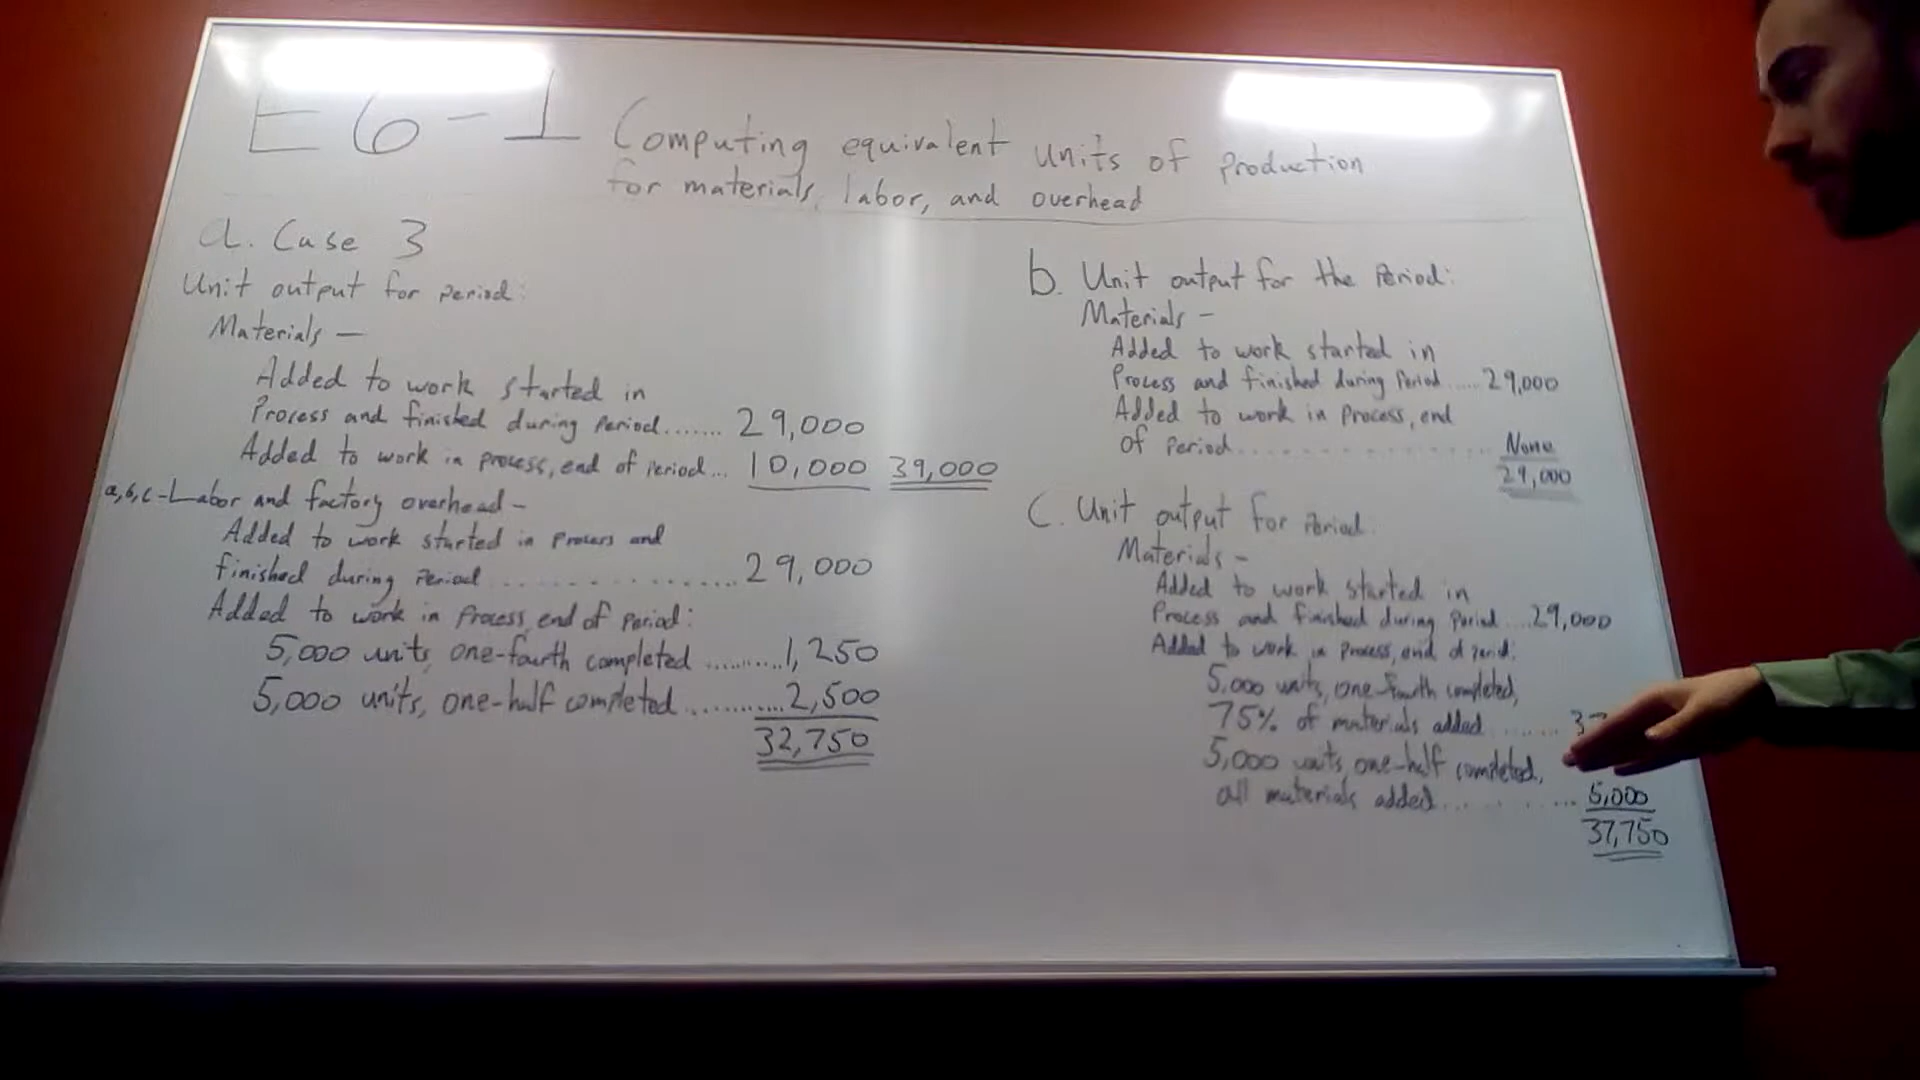 E6-1 Computing equivalent units of production
for materials, labor, and overhead
a. Case 3
Unit output for period:
Materials —
Added to work started in
Process and finished during Period....... 29,000
Added to work in process, end of Period... 10,000 39,000
a,b,c-Labor and factory overhead-
Added to work started in Process and
finished during Period .............. 29,000
Added to work in Process, end of Period:
5,000 units, one-fourth completed ..........1,250
5,000 units, one-half completed ............2,500
32,750
b. Unit output for the Period:
Materials -
Added to work started in
Process and finished during Period .....29,000
Added to work in Process, end
of Period................. None
29,000
C. Unit output for Period:
Materials -
Added to work started in
Process and finished during Period ....29,000
Added to work in process, end of Period:
5,000 units, one-fourth completed,
75% of materials added .......
5,000 units, one-half completed,
all materials added........... 5,000
37,750